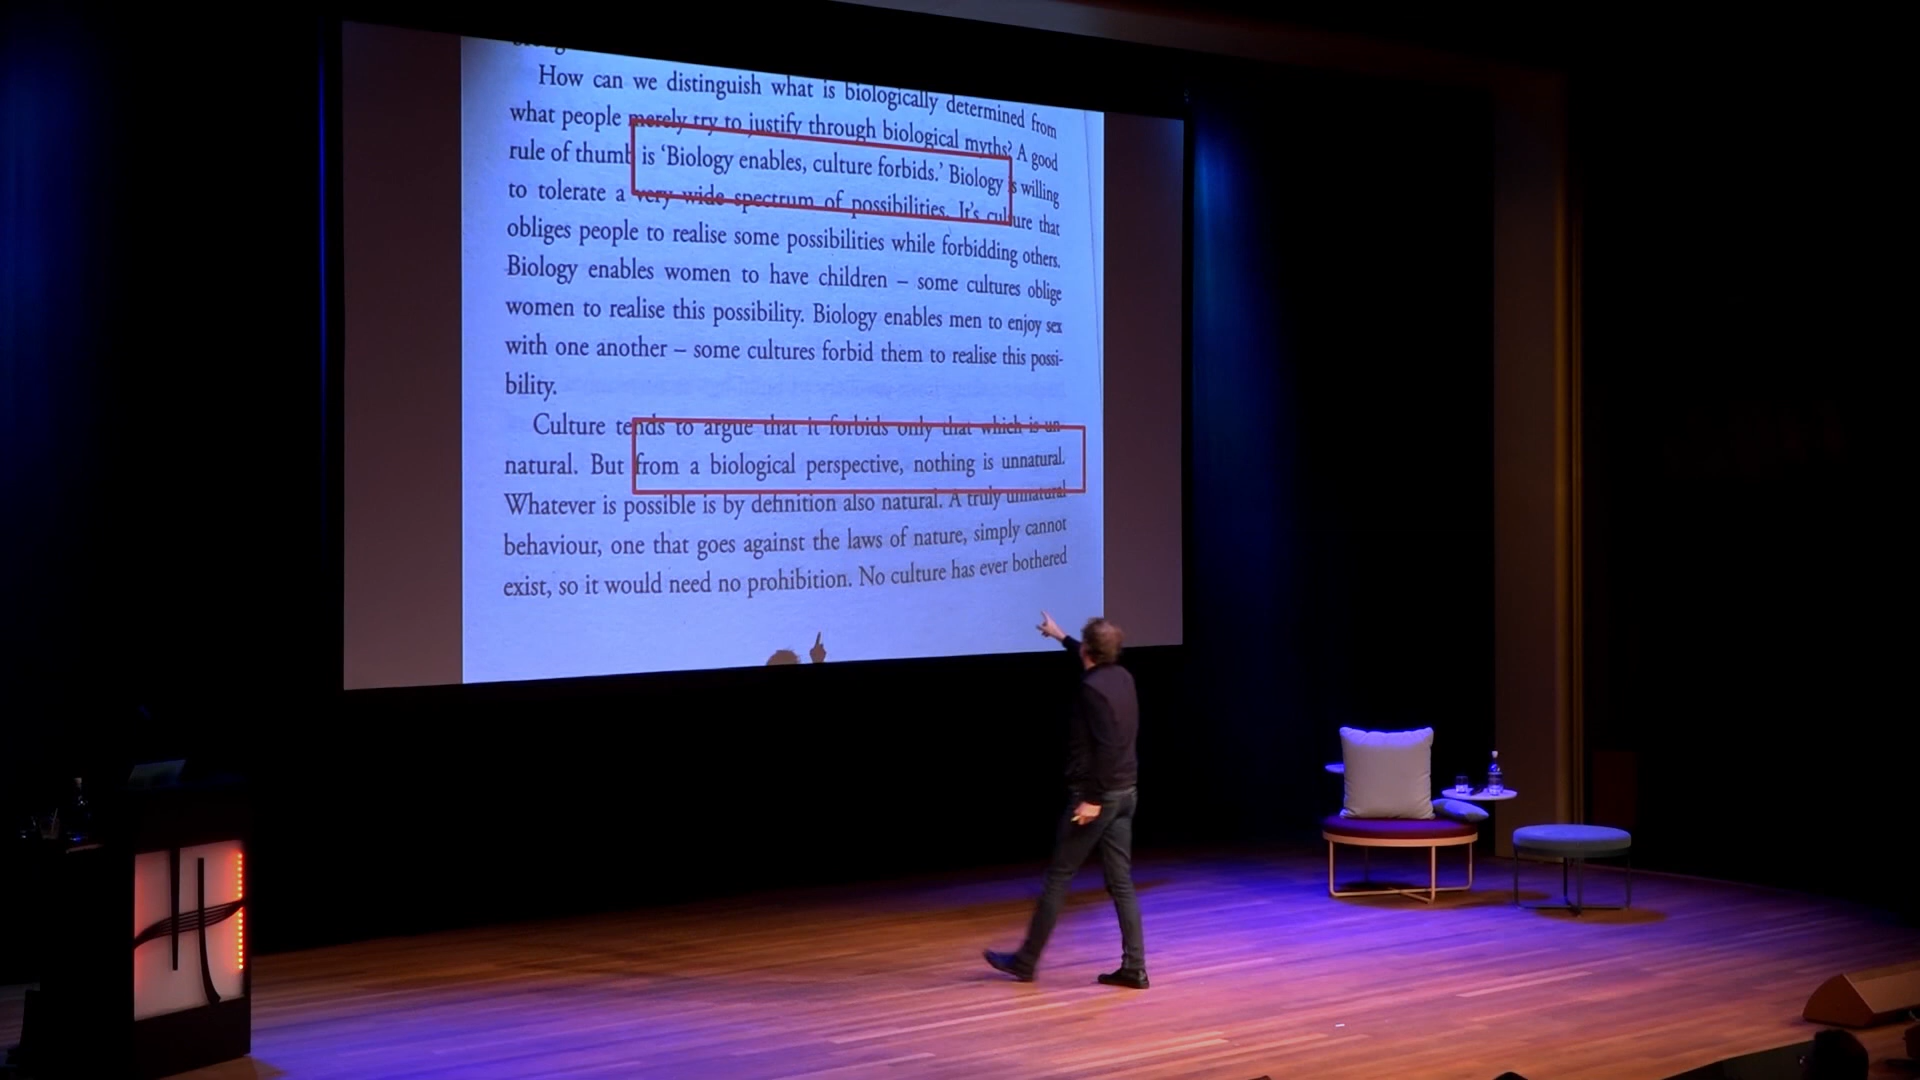 How can we distinguish what is biologically determined from
what people merely try to justify through biological myths? A good
rule of thumb is ‘Biology enables, culture forbids.’ Biology is willing
to tolerate a very wide spectrum of possibilities. It’s culture that
obliges people to realise some possibilities while forbidding others.
Biology enables women to have children – some cultures oblige
women to realise this possibility. Biology enables men to enjoy sex
with one another – some cultures forbid them to realise this possi-
bility.
Culture tends to argue that it forbids only that which is un-
natural. But from a biological perspective, nothing is unnatural.
Whatever is possible is by definition also natural. A truly unnatural
behaviour, one that goes against the laws of nature, simply cannot
exist, so it would need no prohibition. No culture has ever bothered